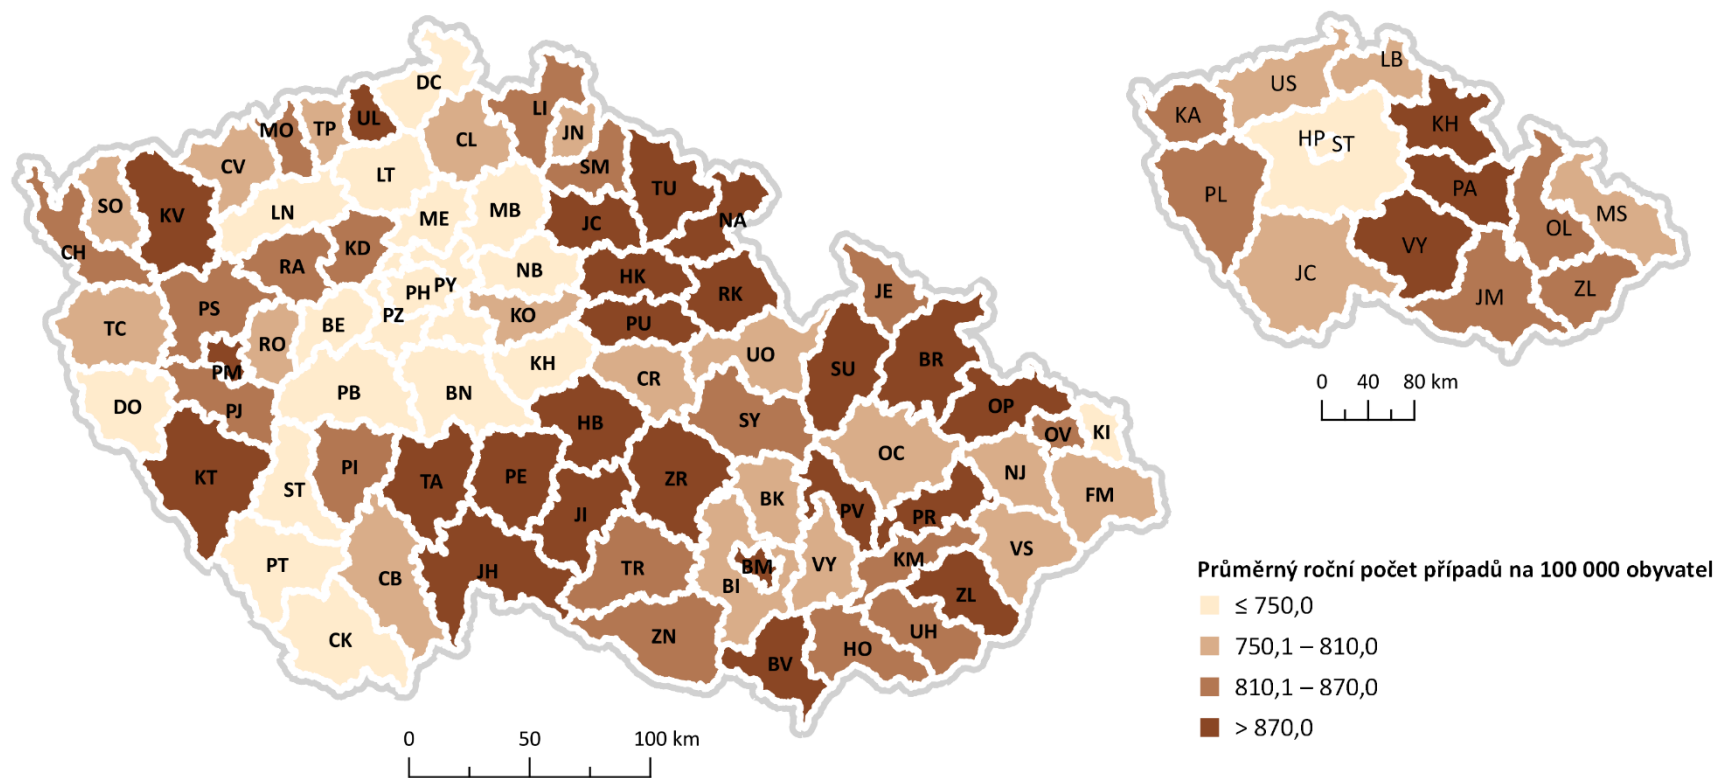 DC
LI
MO
TP
UL
CL
JN
CV
SM
LT
TU
SO
KV
LN
ME
MB
JC
NA
CH
RA
KD
NB
HK
PH
PY
RK
JE
PS
PZ
KO
PU
TC
RO
BE
UO
PM
KH
CR
SU
BR
DO
PJ
PB
BN
HB
SY
OP
OV
KI
KT
ST
PI
TA
PE
ZR
OC
NJ
FM
JI
BK
PV
PR
PT
CB
JH
TR
BI
BM
VY
KM
VS
CK
ZN
BV
HO
UH
ZL
0 50 100 km
LB
US
KA
HP
ST
KH
PL
PA
MS
OL
VY
JC
JM
ZL
0 40 80 km
Průměrný roční počet případů na 100 000 obyvatel
≤ 750,0
750,1 – 810,0
810,1 – 870,0
> 870,0